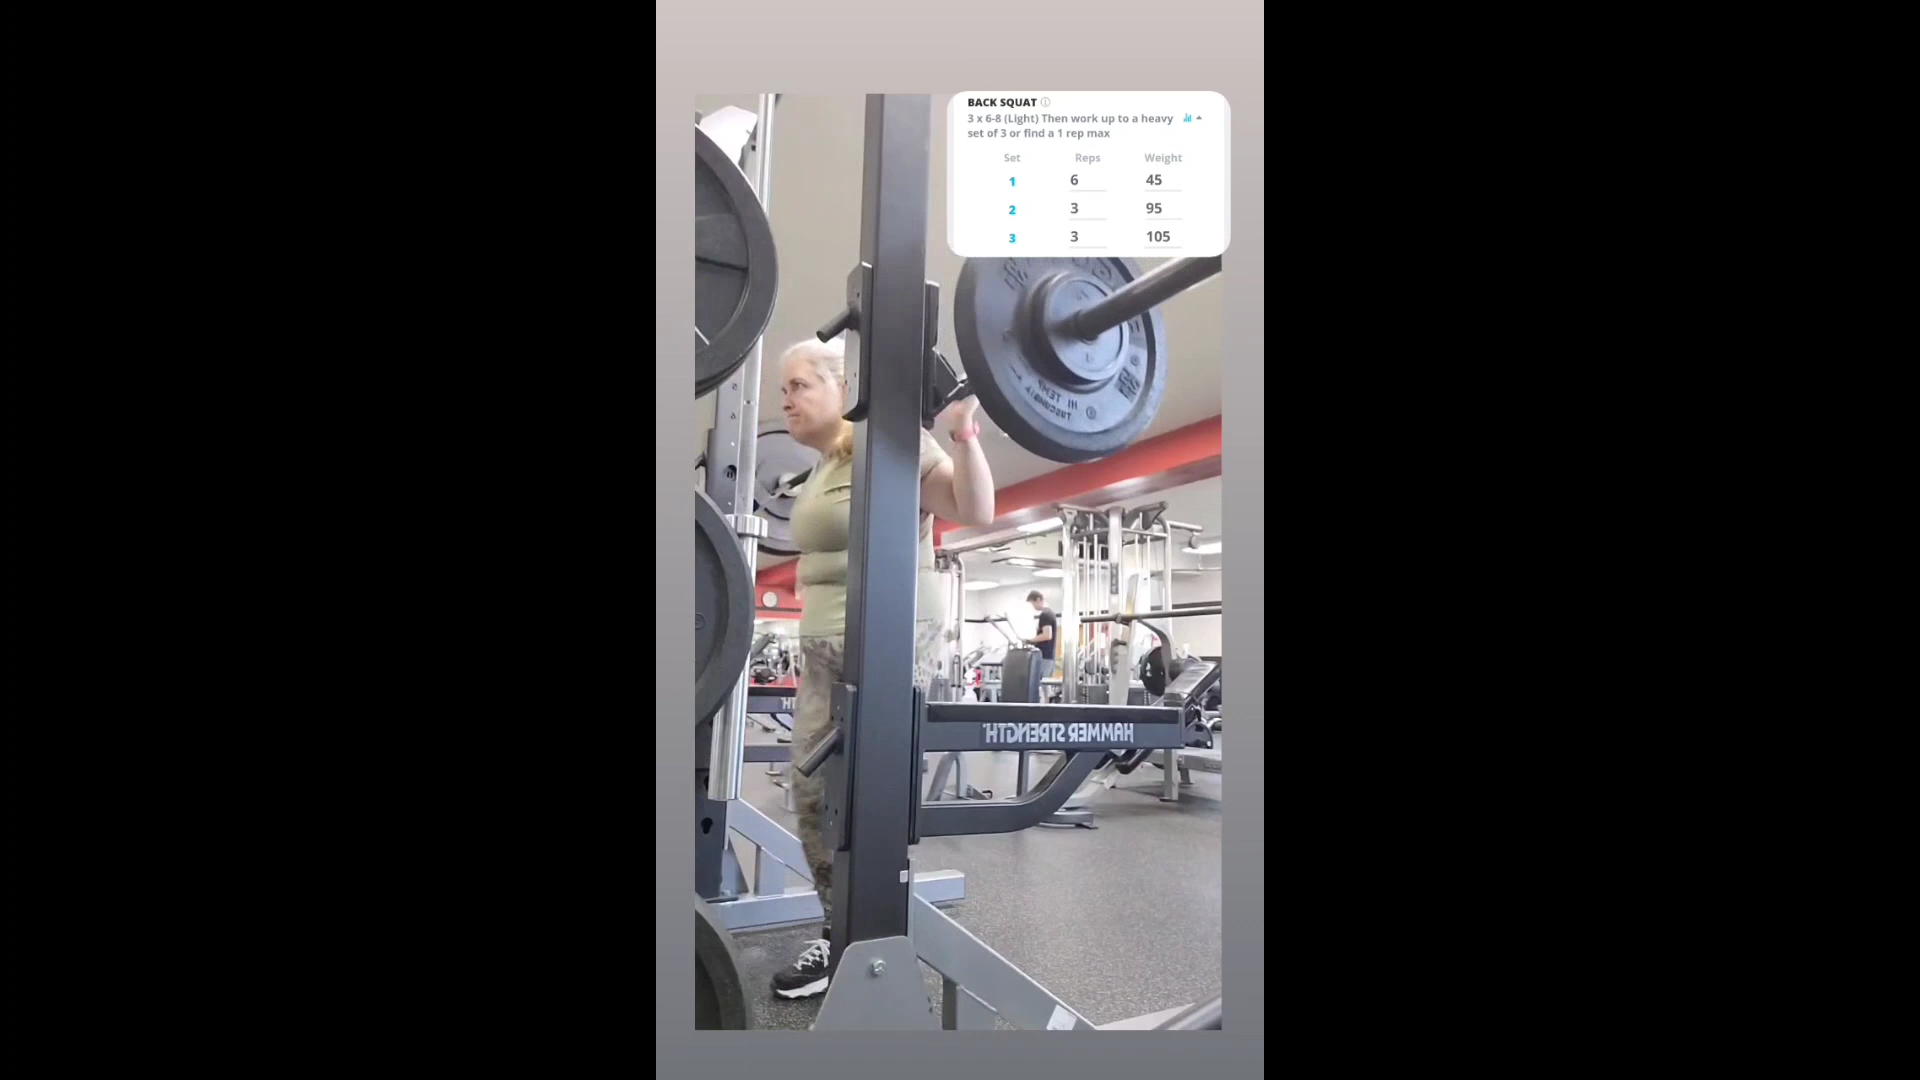 BACK SQUAT
3 x 6-8 (Light) Then work up to a heavy
set of 3 or find a 1 rep max
Set Reps Weight
1 6 45
2 3 95
3 3 105
HAMMER STRENGTH